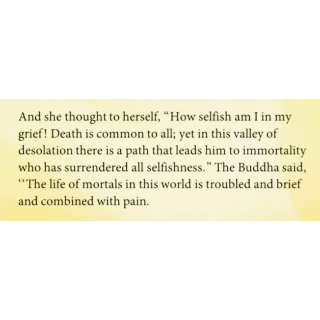 And she thought to herself, “How selfish am I in my
grief! Death is common to all; yet in this valley of
desolation there is a path that leads him to immortality
who has surrendered all selfishness.” The Buddha said,
‘‘The life of mortals in this world is troubled and brief
and combined with pain.